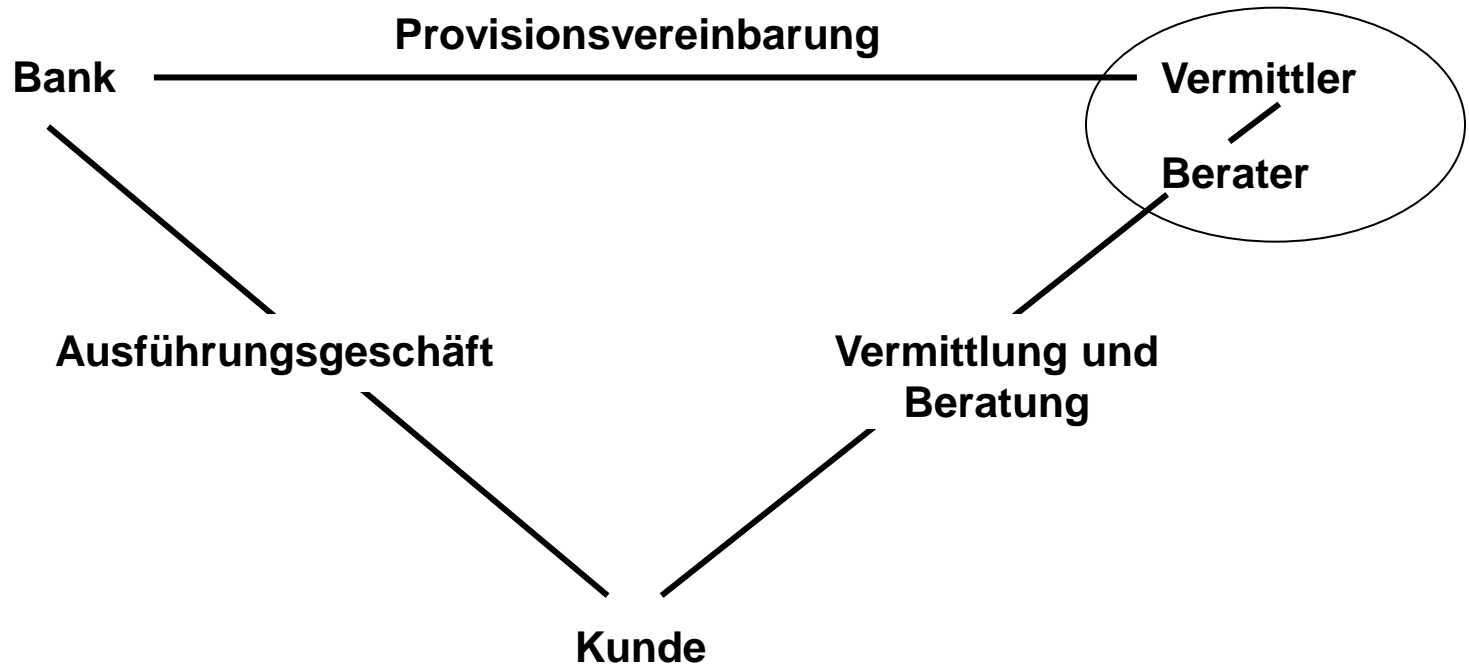 Provisionsvereinbarung
Bank
Vermittler
Berater
Ausführungsgeschäft
Vermittlung und
Beratung
Kunde